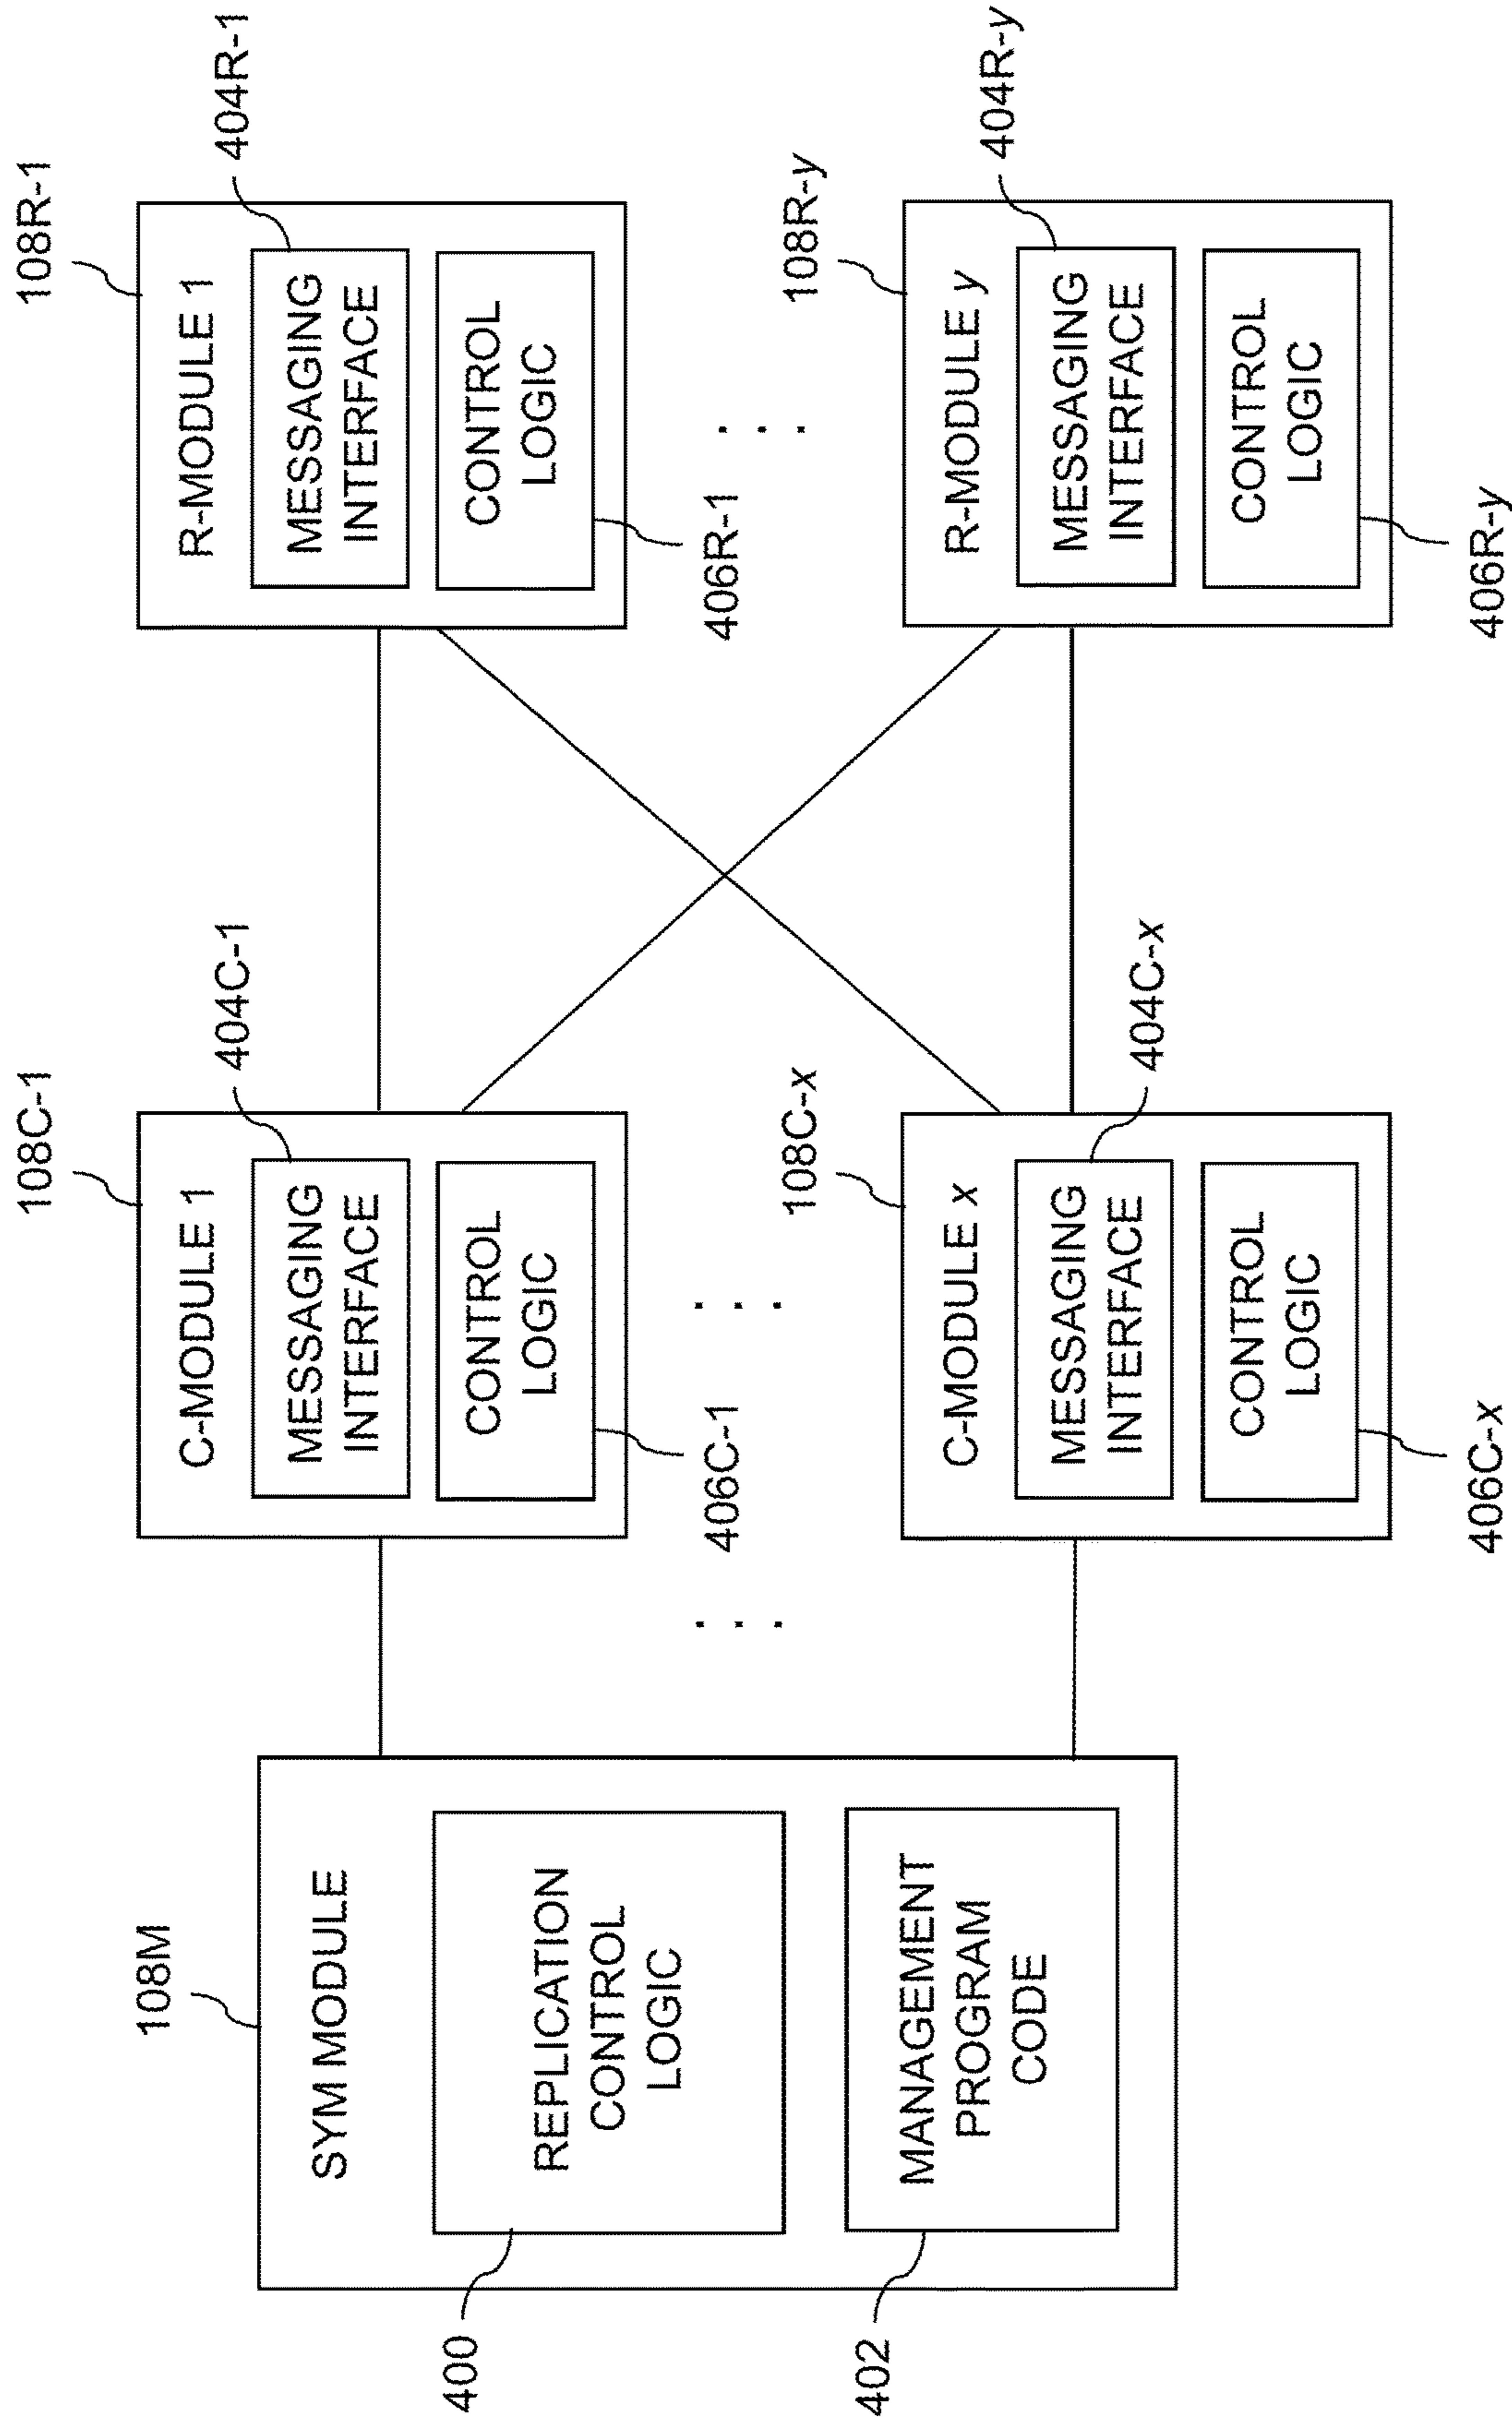 108M
SYM MODULE
REPLICATION
CONTROL
LOGIC
400
MANAGEMENT
PROGRAM
CODE
402
. . .
108C-1
C-MODULE 1
404C-1
MESSAGING
INTERFACE
CONTROL
LOGIC
406C-1
. . .
108C-x
C-MODULE x
404C-x
MESSAGING
INTERFACE
CONTROL
LOGIC
406C-x
108R-1
R-MODULE 1
404R-1
MESSAGING
INTERFACE
CONTROL
LOGIC
406R-1
. . .
108R-y
R-MODULE y
404R-y
MESSAGING
INTERFACE
CONTROL
LOGIC
406R-y